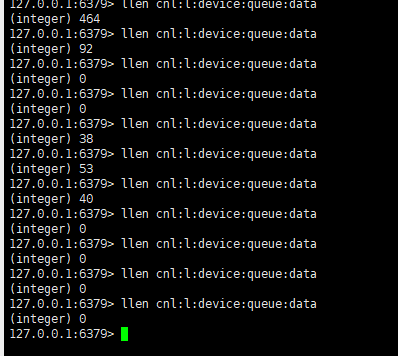 127.0.0.1:6379> llen cnl:l:device:queue:data
(integer) 464
127.0.0.1:6379> llen cnl:l:device:queue:data
(integer) 92
127.0.0.1:6379> llen cnl:l:device:queue:data
(integer) 0
127.0.0.1:6379> llen cnl:l:device:queue:data
(integer) 0
127.0.0.1:6379> llen cnl:l:device:queue:data
(integer) 38
127.0.0.1:6379> llen cnl:l:device:queue:data
(integer) 53
127.0.0.1:6379> llen cnl:l:device:queue:data
(integer) 40
127.0.0.1:6379> llen cnl:l:device:queue:data
(integer) 0
127.0.0.1:6379> llen cnl:l:device:queue:data
(integer) 0
127.0.0.1:6379> llen cnl:l:device:queue:data
(integer) 0
127.0.0.1:6379> llen cnl:l:device:queue:data
(integer) 0
127.0.0.1:6379>